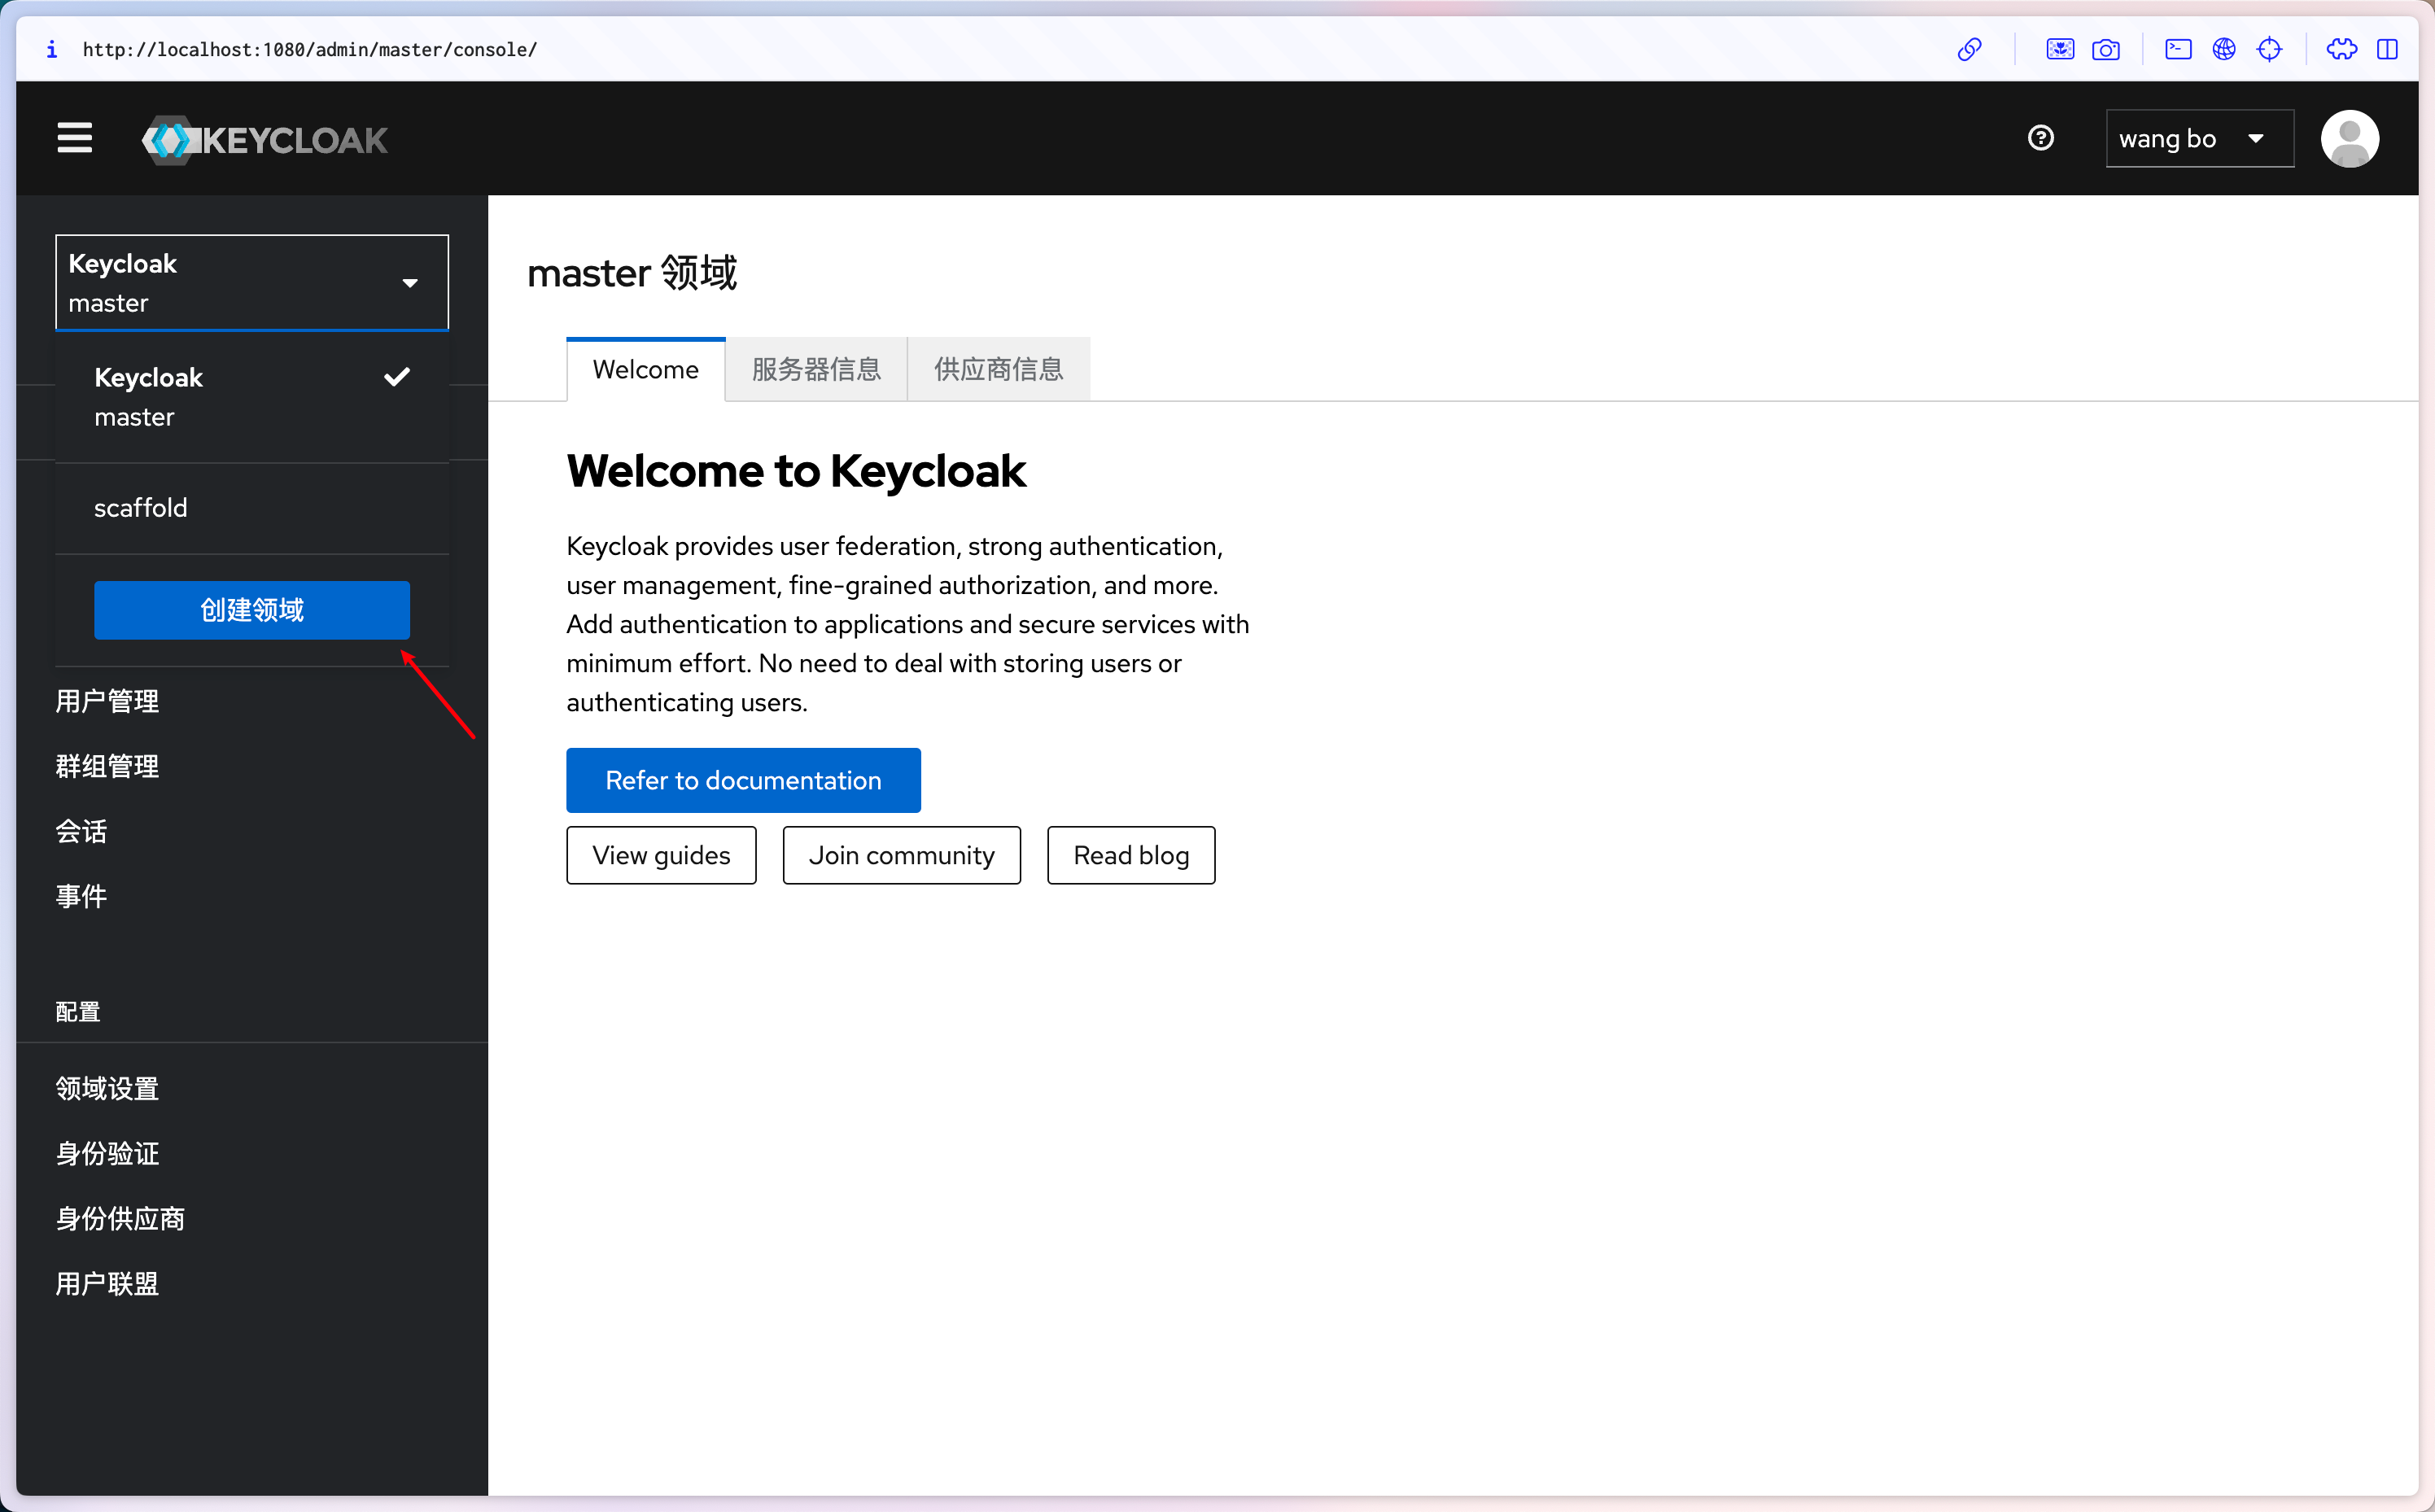 http://localhost:1080/admin/master/console/
KEYCLOAK
wang bo
Keycloak
master
Keycloak
master
scaffold
创建领域
用户管理
群组管理
会话
事件
配置
领域设置
身份验证
身份供应商
用户联盟
master 领域
Welcome
服务器信息
供应商信息
Welcome to Keycloak
Keycloak provides user federation, strong authentication,
user management, fine-grained authorization, and more.
Add authentication to applications and secure services with
minimum effort. No need to deal with storing users or
authenticating users.
Refer to documentation
View guides
Join community
Read blog